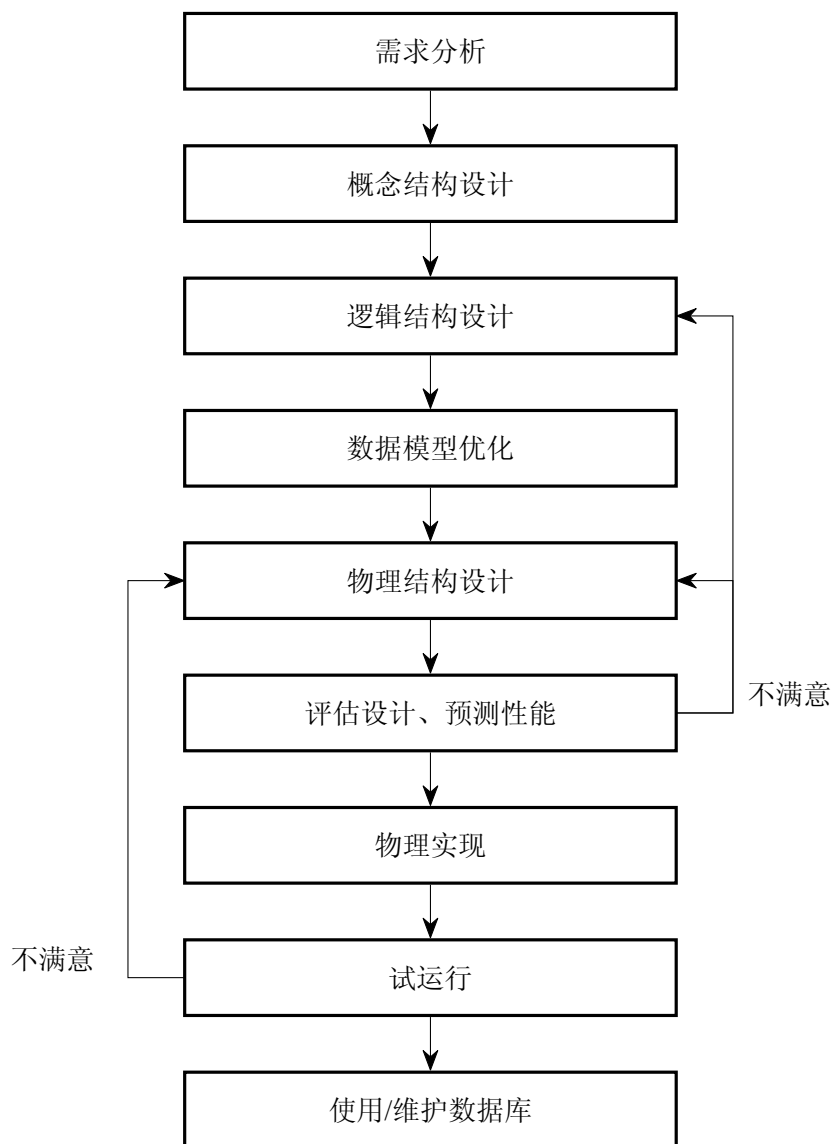 需求分析
概念结构设计
逻辑结构设计
数据模型优化
物理结构设计
评估设计、预测性能
不满意
物理实现
不满意
试运行
使用/维护数据库